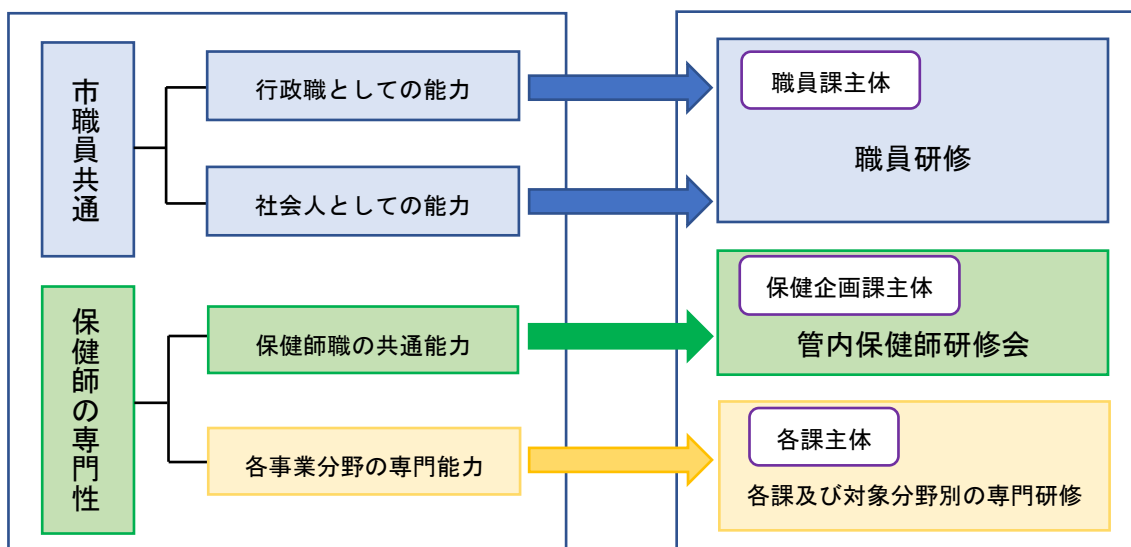 市職員共通
行政職としての能力
社会人としての能力
職員課主体
職員研修
保健師の専門性
保健師職の共通能力
各事業分野の専門能力
保健企画課主体
管内保健師研修会
各課主体
各課及び対象分野別の専門研修